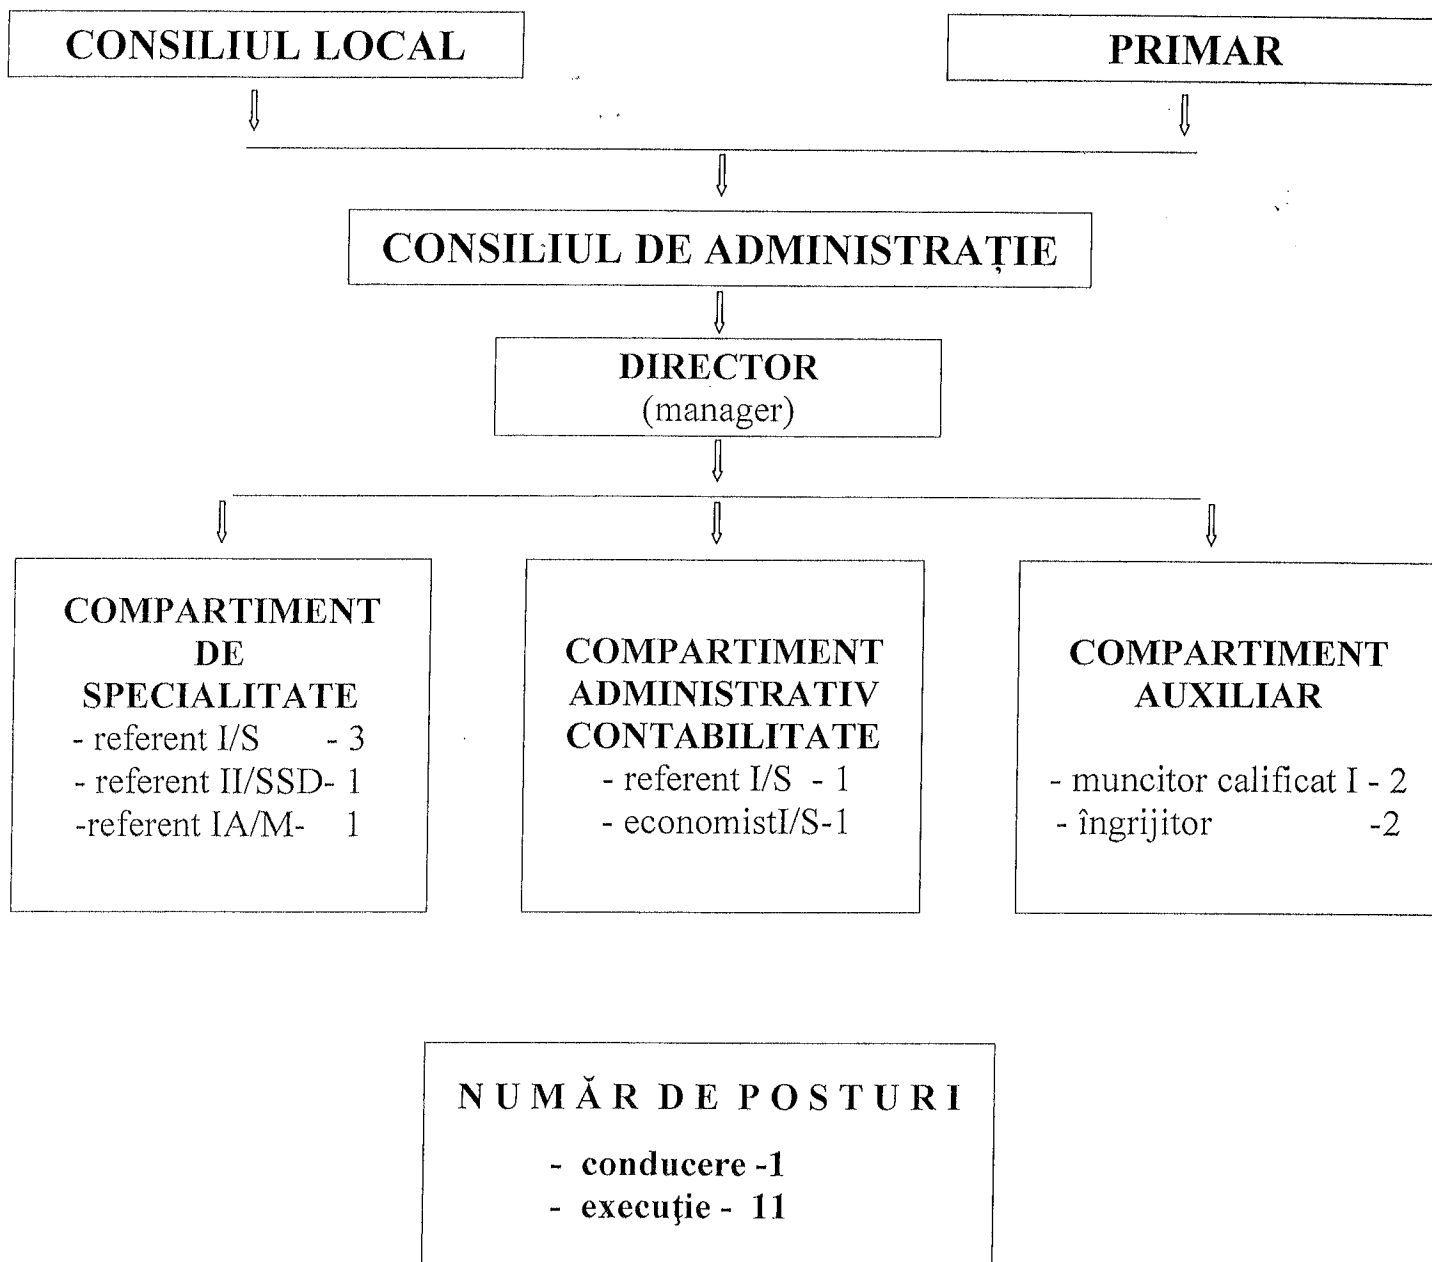 CONSILIUL LOCAL
PRIMAR
CONSILIUL DE ADMINISTRAȚIE
DIRECTOR
(manager)
COMPARTIMENT
DE
SPECIALITATE
- referent I/S - 3
- referent II/SSD- 1
-referent IA/M- 1
COMPARTIMENT
ADMINISTRATIV
CONTABILITATE
- referent I/S - 1
- economistI/S-1
COMPARTIMENT
AUXILIAR
- muncitor calificat I - 2
- îngrijitor -2
NUMĂR DE POSTURI
- conducere -1
- execuţie - 11